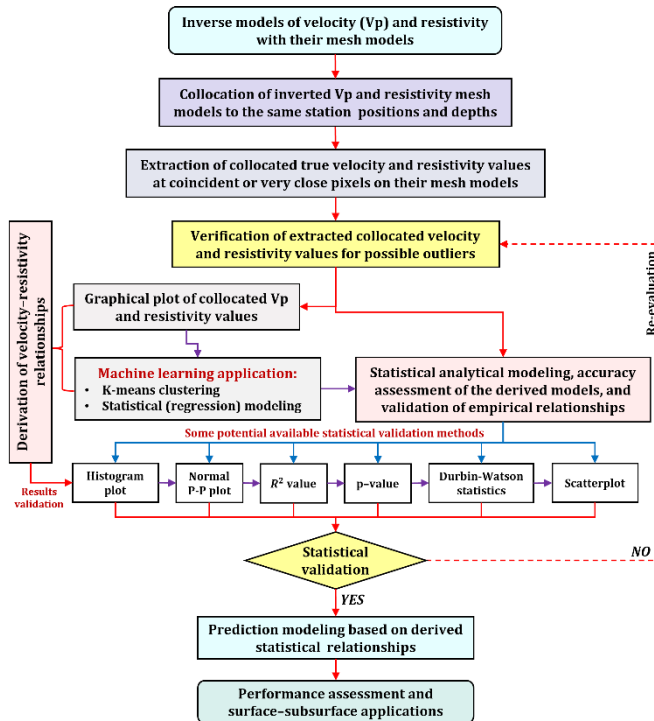 Inverse models of velocity (Vp) and resistivity
with their mesh models
Collocation of inverted Vp and resistivity mesh
models to the same station positions and depths
Extraction of collocated true velocity and resistivity values
at coincident or very close pixels on their mesh models
Verification of extracted collocated velocity
and resistivity values for possible outliers
Re-evaluation
Derivation of velocity–resistivity
relationships
Graphical plot of collocated Vp
and resistivity values
Machine learning application:
• K-means clustering
• Statistical (regression) modeling
Statistical analytical modeling, accuracy
assessment of the derived models, and
validation of empirical relationships
Some potential available statistical validation methods
Results
validation
Histogram
plot
Normal
P-P plot
R² value
p–value
Durbin-Watson
statistics
Scatterplot
Statistical
validation
NO
YES
Prediction modeling based on derived
statistical relationships
Performance assessment and
surface–subsurface applications